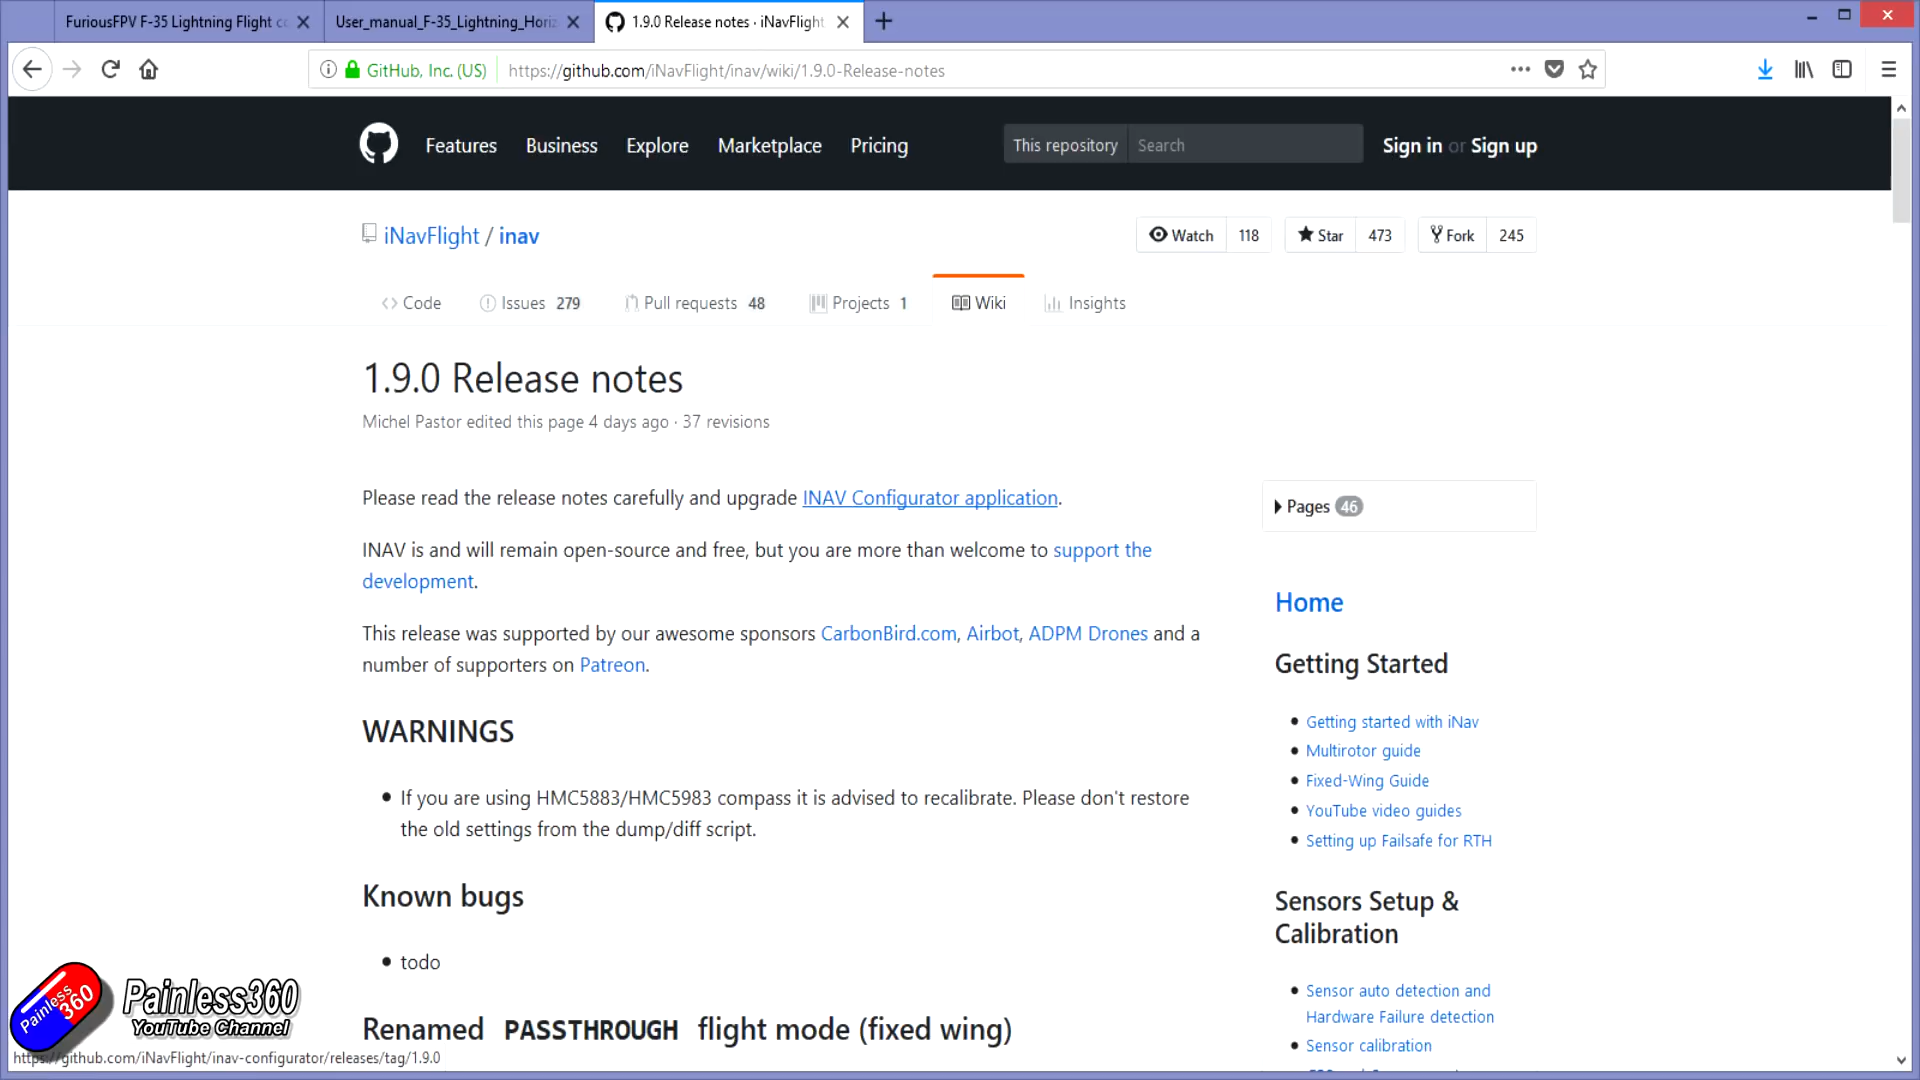 FuriousFPV F-35 Lightning Flight co
User_manual_F-35_Lightning_Horiz
1.9.0 Release notes · iNavFlight
GitHub, Inc. (US)
https://github.com/iNavFlight/inav/wiki/1.9.0-Release-notes
Features
Business
Explore
Marketplace
Pricing
This repository
Search
Sign in or Sign up
iNavFlight / inav
Watch 118
Star 473
Fork 245
Code
Issues 279
Pull requests 48
Projects 1
Wiki
Insights
1.9.0 Release notes
Michel Pastor edited this page 4 days ago · 37 revisions
Please read the release notes carefully and upgrade INAV Configurator application.
INAV is and will remain open-source and free, but you are more than welcome to support the
development.
This release was supported by our awesome sponsors CarbonBird.com, Airbot, ADPM Drones and a
number of supporters on Patreon.
WARNINGS
If you are using HMC5883/HMC5983 compass it is advised to recalibrate. Please don't restore
the old settings from the dump/diff script.
Known bugs
todo
Renamed PASSTHROUGH flight mode (fixed wing)
Pages 46
Home
Getting Started
Getting started with iNav
Multirotor guide
Fixed-Wing Guide
YouTube video guides
Setting up Failsafe for RTH
Sensors Setup &
Calibration
Sensor auto detection and
Hardware Failure detection
Sensor calibration
Painless
360
Painless360
YouTube Channel
https://github.com/iNavFlight/inav-configurator/releases/tag/1.9.0